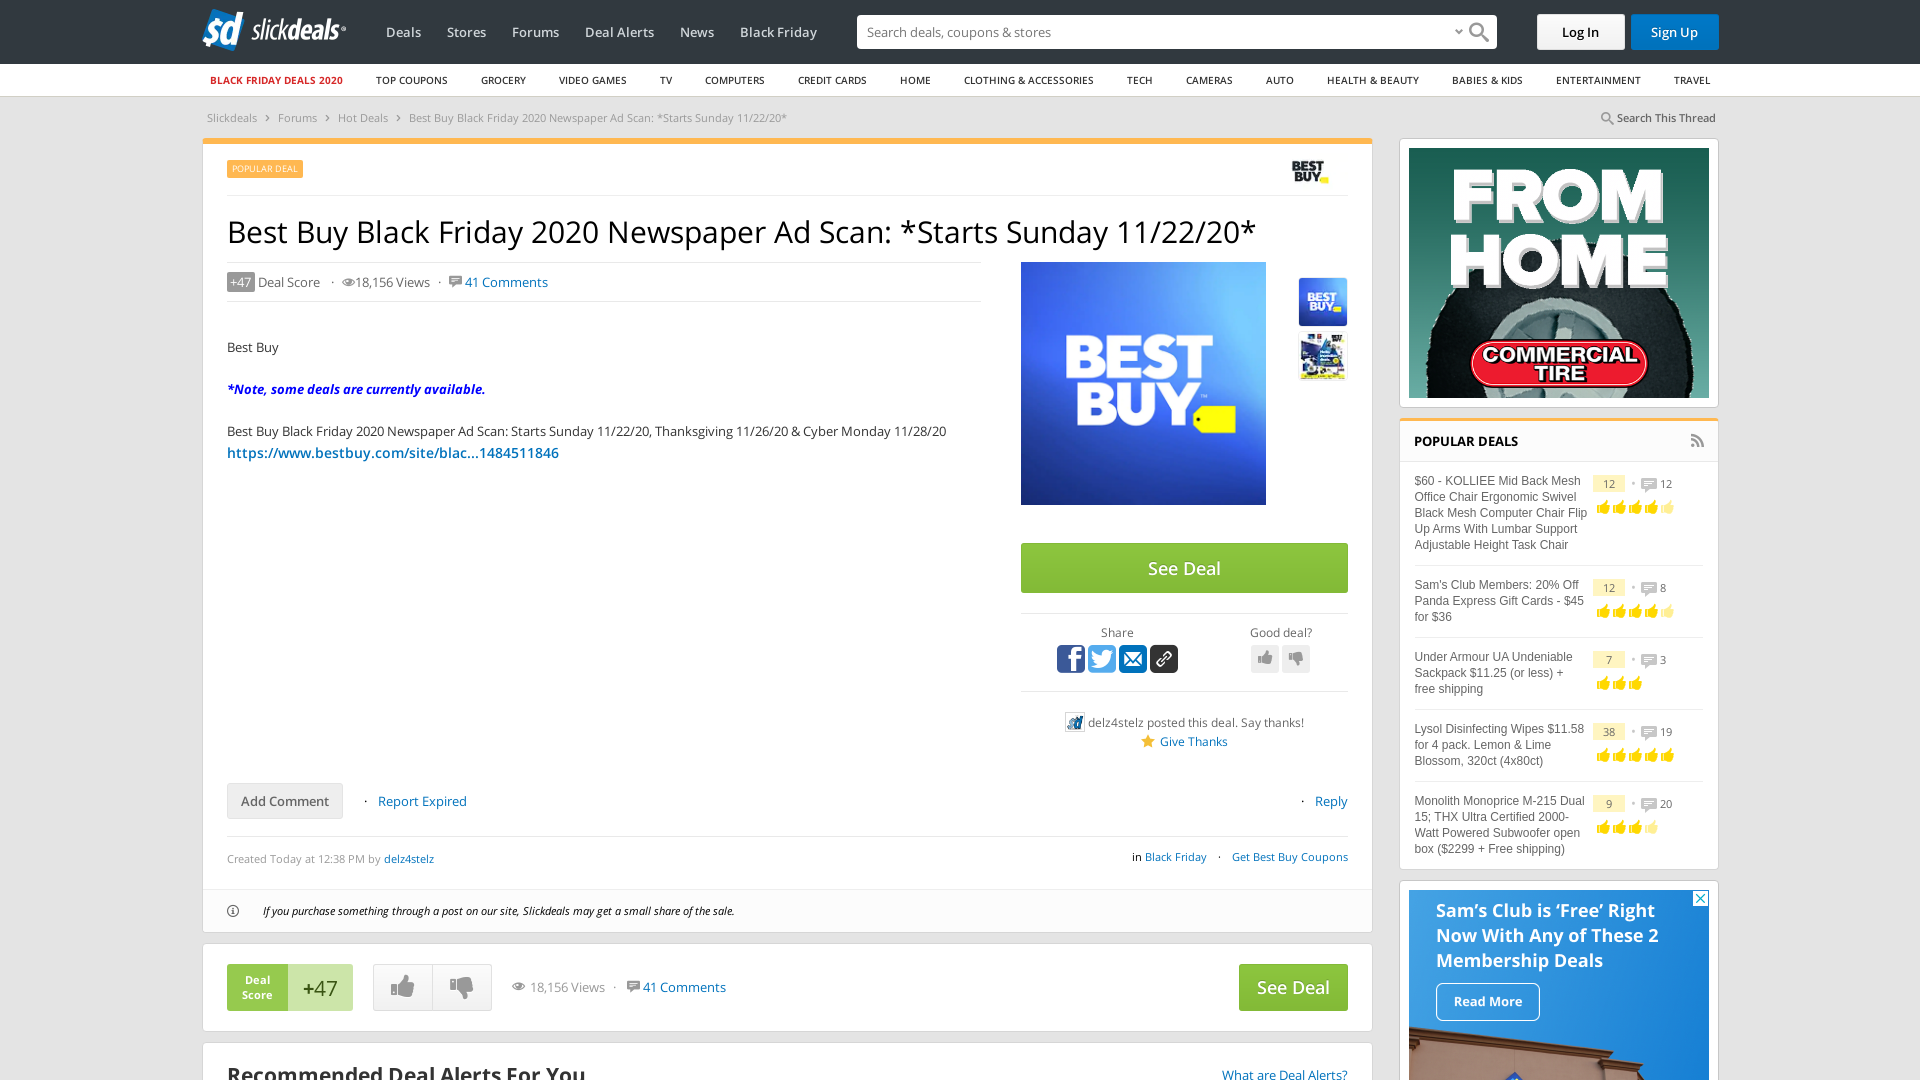 slickdeals
Deals Stores Forums Deal Alerts News Black Friday
Search deals, coupons & shopping stores
Log In Sign Up
BLACK FRIDAY DEALS 2020 TOP COUPONS GROCERY VIDEO GAMES TV COMPUTERS CREDIT CARDS HOME CLOTHING & ACCESSORIES TECH CAMERAS AUTO HEALTH & BEAUTY BABIES & KIDS ENTERTAINMENT TRAVEL
Slickdeals › Forums › Hot Deals › Best Buy Black Friday 2020 Newspaper Ad Scan: *Starts Sunday 11/22/20*
Search This Thread
POPULAR DEAL
BEST
BUY
Best Buy Black Friday 2020 Newspaper Ad Scan: *Starts Sunday 11/22/20*
+47 Deal Score · 18,156 Views · 41 Comments
Best Buy
*Note, some deals are currently available.
Best Buy Black Friday 2020 Newspaper Ad Scan: Starts Sunday 11/22/20, Thanksgiving 11/26/20 & Cyber Monday 11/28/20
https://www.bestbuy.com/site/blac...1484511846
BEST
BUY
BEST
BUY
See Deal
Share
Good deal?
delz4stelz posted this deal. Say thanks!
Give Thanks
Add Comment · Report Expired
· Reply
Created Today at 12:38 PM by delz4stelz
in Black Friday · Get Best Buy Coupons
If you purchase something through a post on our site, Slickdeals may get a small share of the sale.
Deal
Score
+47
18,156 Views · 41 Comments
See Deal
Recommended Deal Alerts For You
What are Deal Alerts?
FROM
HOME
COMMERCIAL
TIRE
POPULAR DEALS
$60 - KOLLIEE Mid Back Mesh
Office Chair Ergonomic Swivel
Black Mesh Computer Chair Flip
Up Arms With Lumbar Support
Adjustable Height Task Chair
12 • 12
Sam's Club Members: 20% Off
Panda Express Gift Cards - $45
for $36
12 • 8
Under Armour UA Undeniable
Sackpack $11.25 (or less) +
free shipping
7 • 3
Lysol Disinfecting Wipes $11.58
for 4 pack. Lemon & Lime
Blossom, 320ct (4x80ct)
38 • 19
Monolith Monoprice M-215 Dual
15; THX Ultra Certified 2000-
Watt Powered Subwoofer open
box ($2299 + Free shipping)
9 • 20
Sam's Club is 'Free' Right
Now With Any of These 2
Membership Deals
Read More